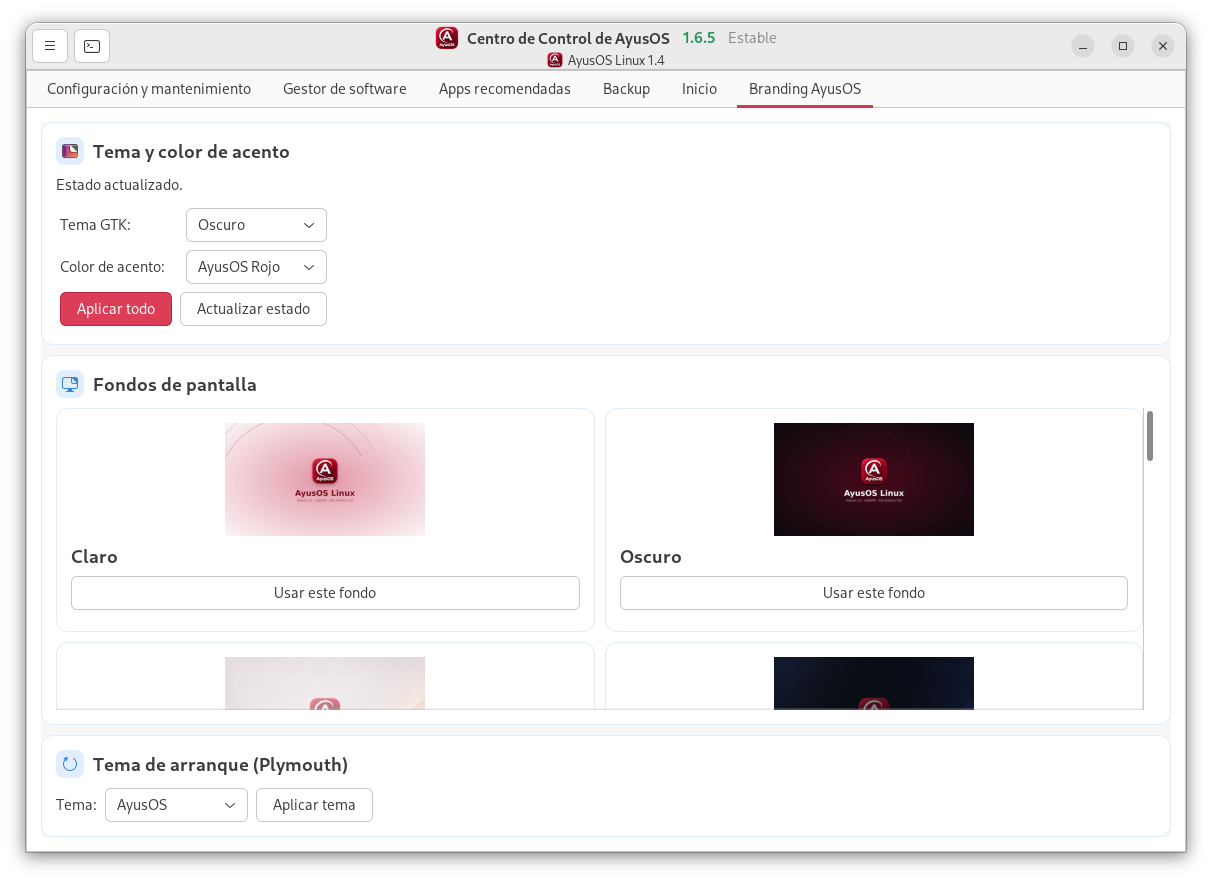 Centro de Control de AyusOS 1.6.5 Estable
AyusOS Linux 1.4
Configuración y mantenimiento Gestor de software Apps recomendadas Backup Inicio Branding AyusOS
Tema y color de acento
Estado actualizado.
Tema GTK: Oscuro
Color de acento: AyusOS Rojo
Aplicar todo Actualizar estado
Fondos de pantalla
AyusOS
AyusOS Linux
AyusOS
AyusOS Linux
Claro
Oscuro
Usar este fondo
Usar este fondo
Tema de arranque (Plymouth)
Tema: AyusOS Aplicar tema